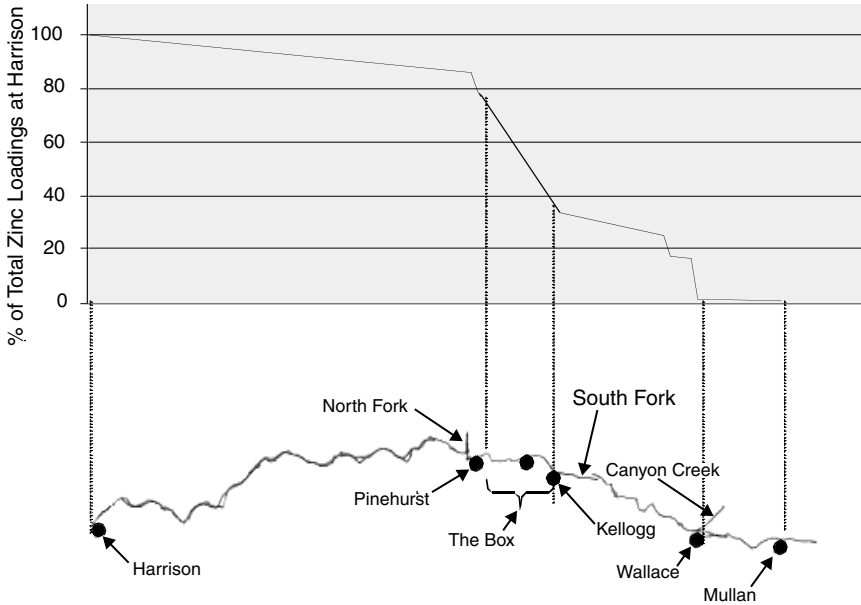 % of Total Zinc Loadings at Harrison
100
80
60
40
20
0
North Fork
South Fork
Canyon Creek
Pinehurst
The Box
Kellogg
Harrison
Wallace
Mullan